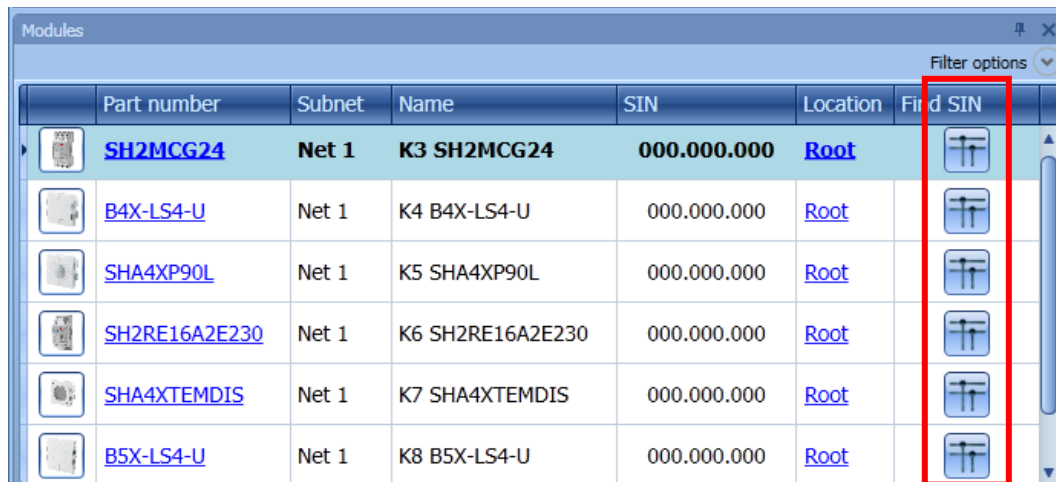 Modules
Filter options
Part number Subnet Name SIN Location Find SIN
SH2MCG24 Net 1 K3 SH2MCG24 000.000.000 Root
B4X-LS4-U Net 1 K4 B4X-LS4-U 000.000.000 Root
SHA4XP90L Net 1 K5 SHA4XP90L 000.000.000 Root
SH2RE16A2E230 Net 1 K6 SH2RE16A2E230 000.000.000 Root
SHA4XTEMDIS Net 1 K7 SHA4XTEMDIS 000.000.000 Root
B5X-LS4-U Net 1 K8 B5X-LS4-U 000.000.000 Root